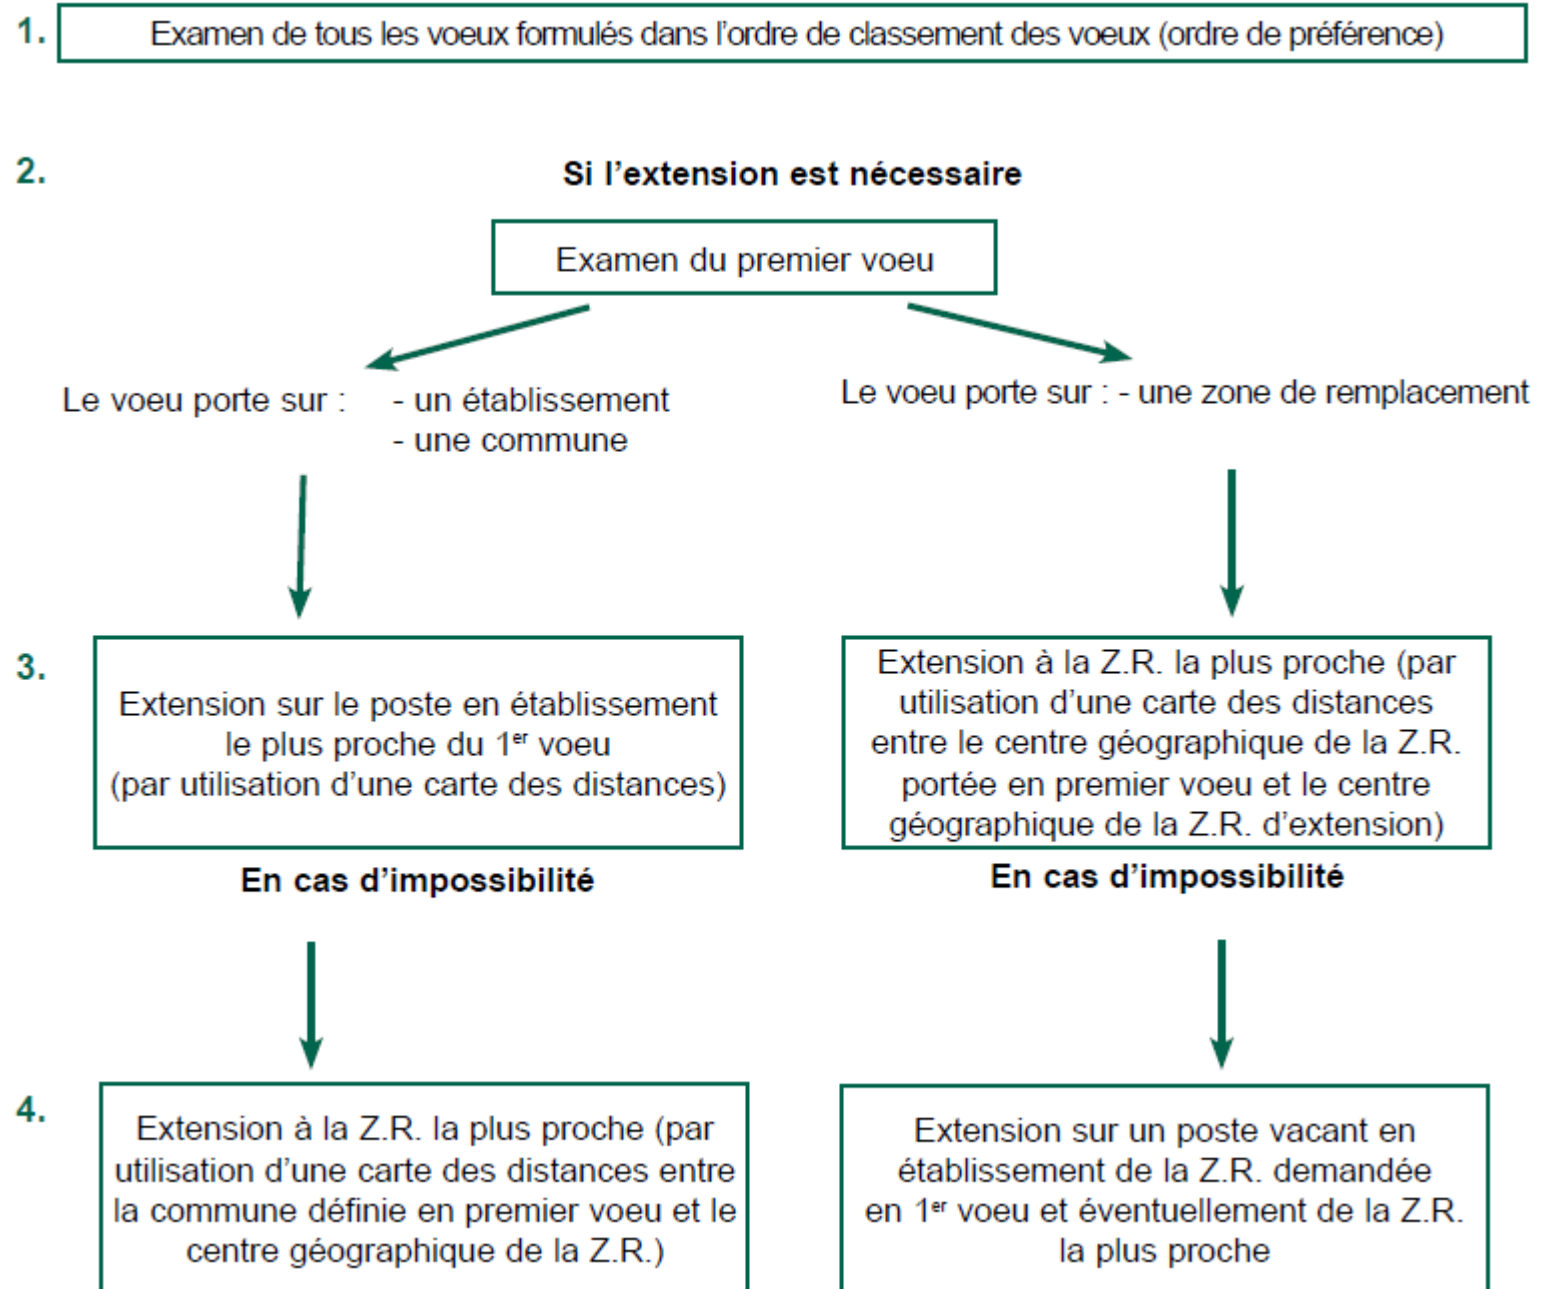 1. Examen de tous les voeux formulés dans l'ordre de classement des voeux (ordre de préférence)
2. Si l'extension est nécessaire
Examen du premier voeu
Le voeu porte sur : - un établissement
- une commune
Le voeu porte sur : - une zone de remplacement
3.
Extension sur le poste en établissement
le plus proche du 1er voeu
(par utilisation d'une carte des distances)
En cas d'impossibilité
Extension à la Z.R. la plus proche (par
utilisation d'une carte des distances
entre le centre géographique de la Z.R.
portée en premier voeu et le centre
géographique de la Z.R. d'extension)
En cas d'impossibilité
4.
Extension à la Z.R. la plus proche (par
utilisation d'une carte des distances entre
la commune définie en premier voeu et le
centre géographique de la Z.R.)
Extension sur un poste vacant en
établissement de la Z.R. demandée
en 1er voeu et éventuellement de la Z.R.
la plus proche